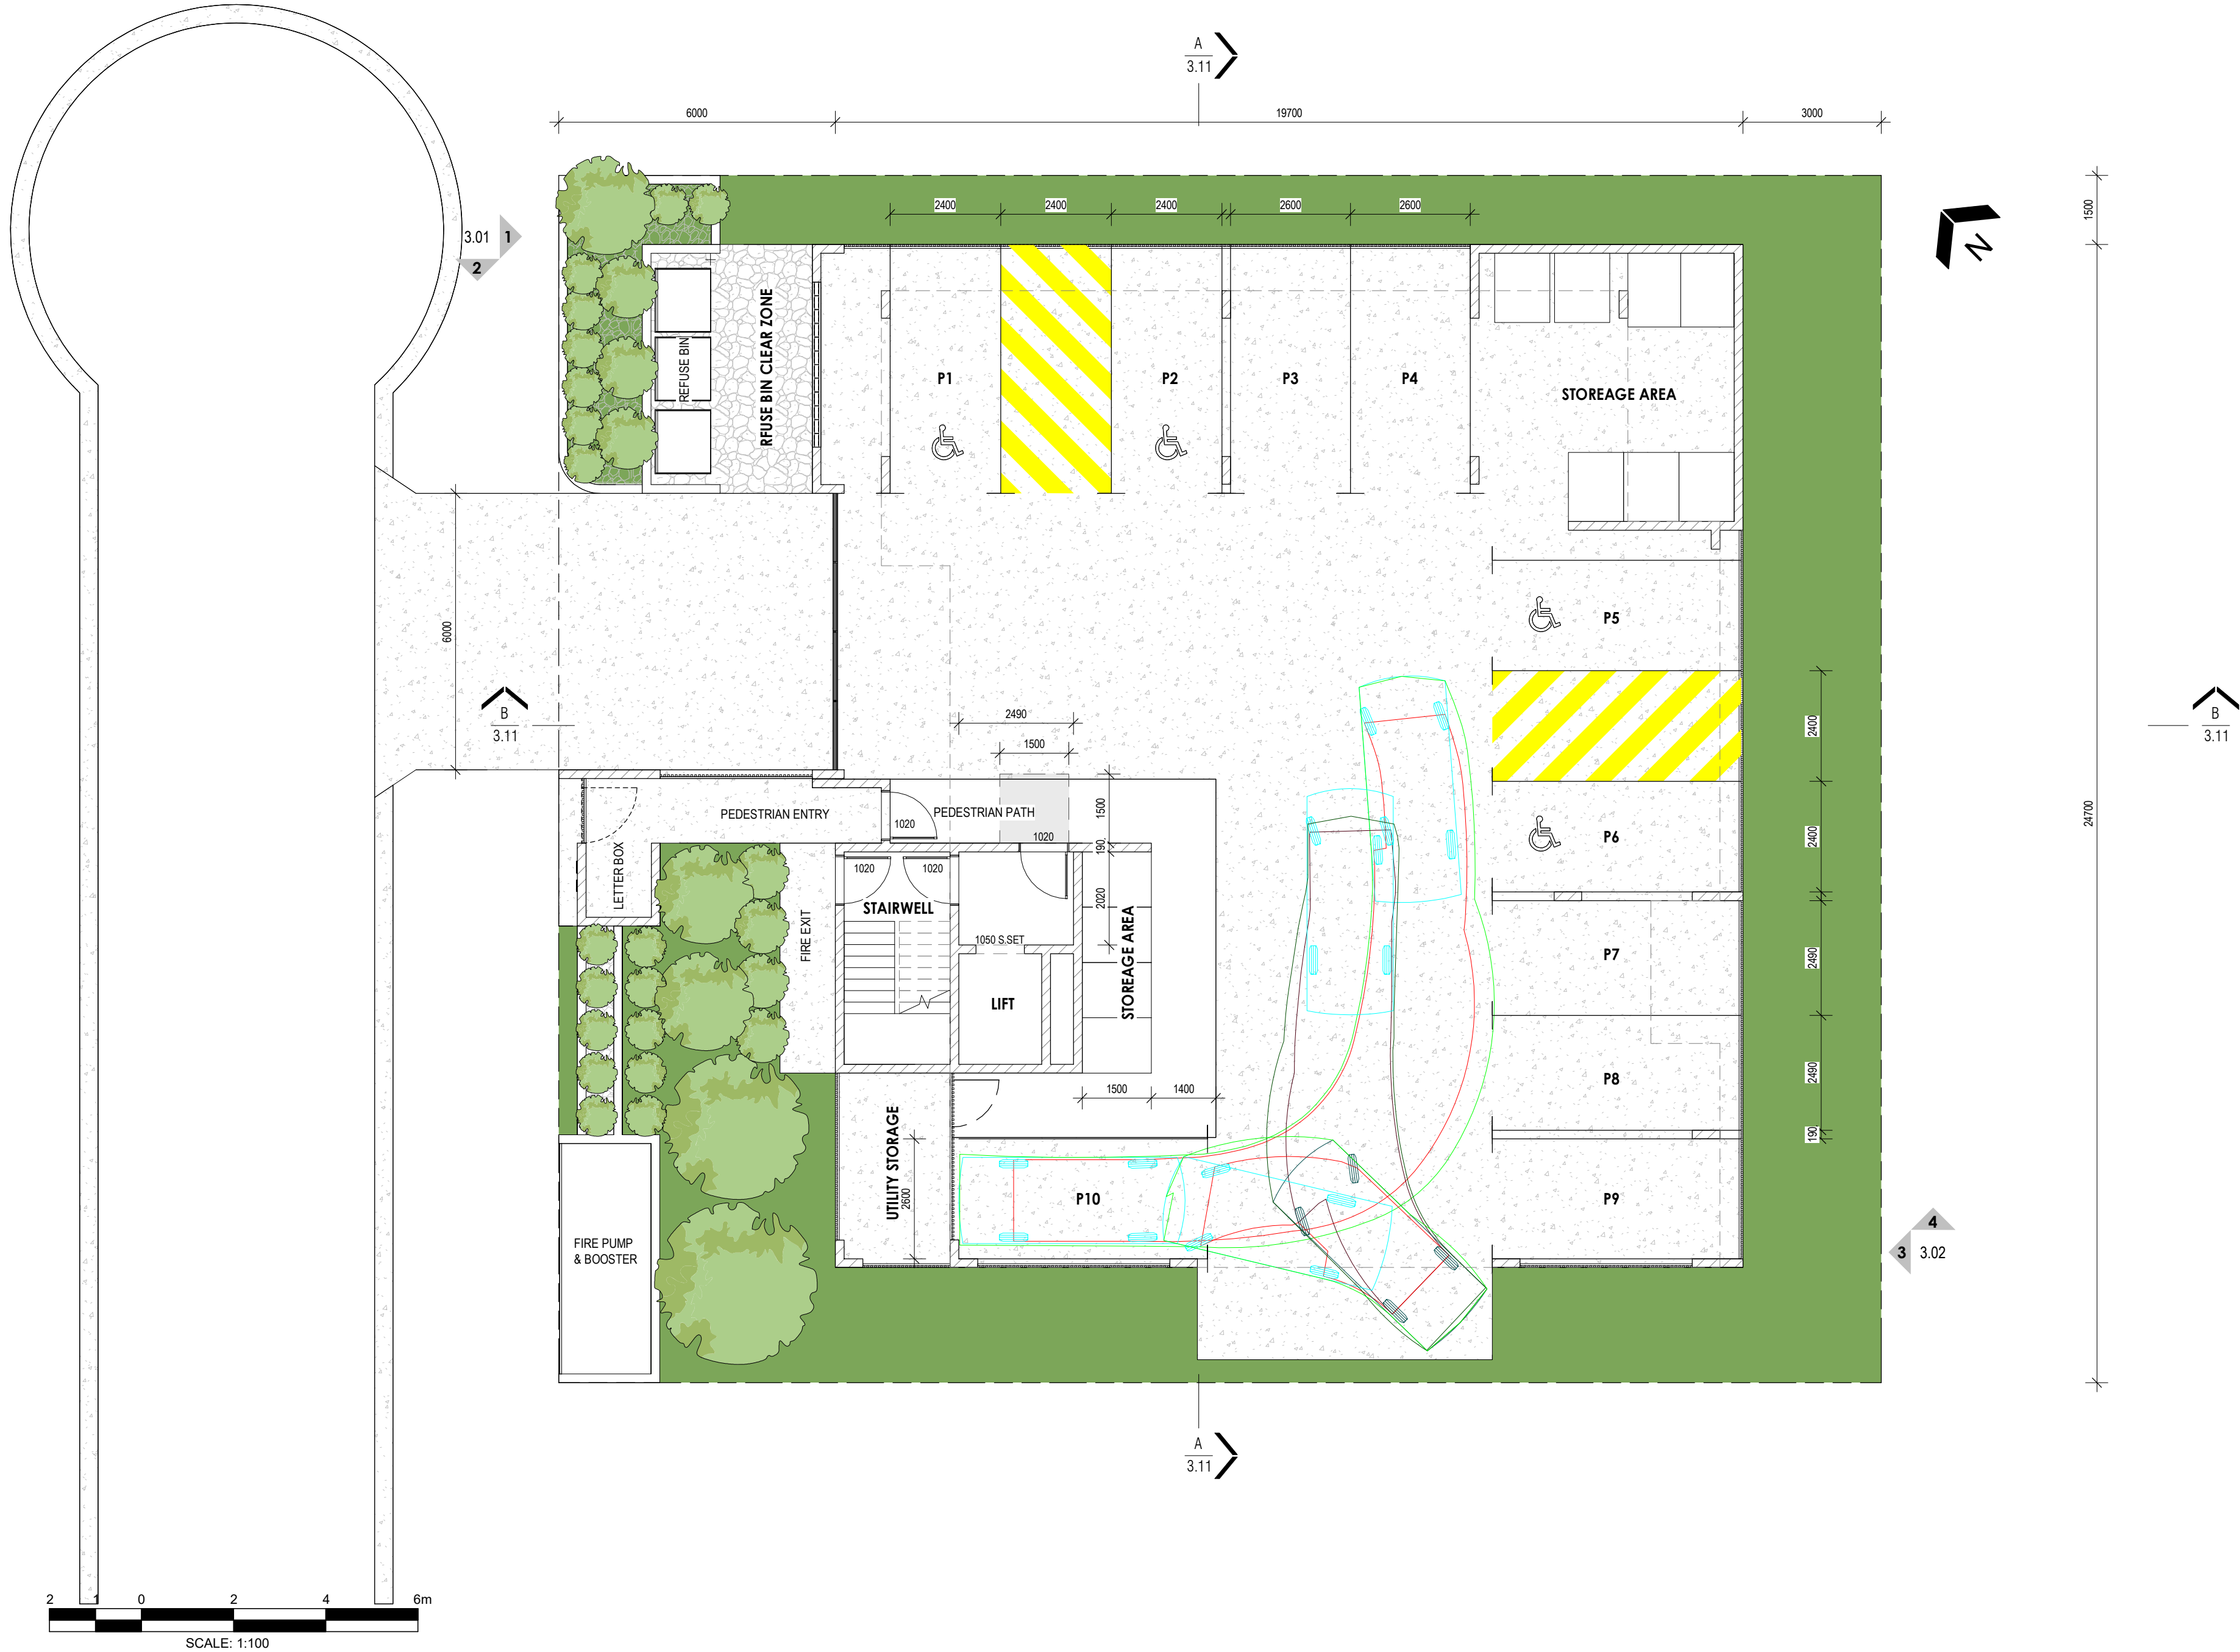 A
3.11
6000
19700
3000
1500
2400
2400
2400
2600
2600
3.01
1
2
N
REFUSE BIN
RFUSE BIN CLEAR ZONE
P1
P2
P3
P4
STOREAGE AREA
6000
P5
B
3.11
2490
1500
2400
B
3.11
PEDESTRIAN ENTRY
1020
PEDESTRIAN PATH
1500
1020
190
2400
P6
24700
LETTER BOX
1020
1020
STAIRWELL
FIRE EXIT
2020
STOREAGE AREA
1050 S.SET
LIFT
P7
2490
P8
2490
1500
1400
190
UTILITY STORAGE
2600
P10
P9
FIRE PUMP
& BOOSTER
4
3
3.02
A
3.11
2
1
0
2
4
6m
SCALE: 1:100